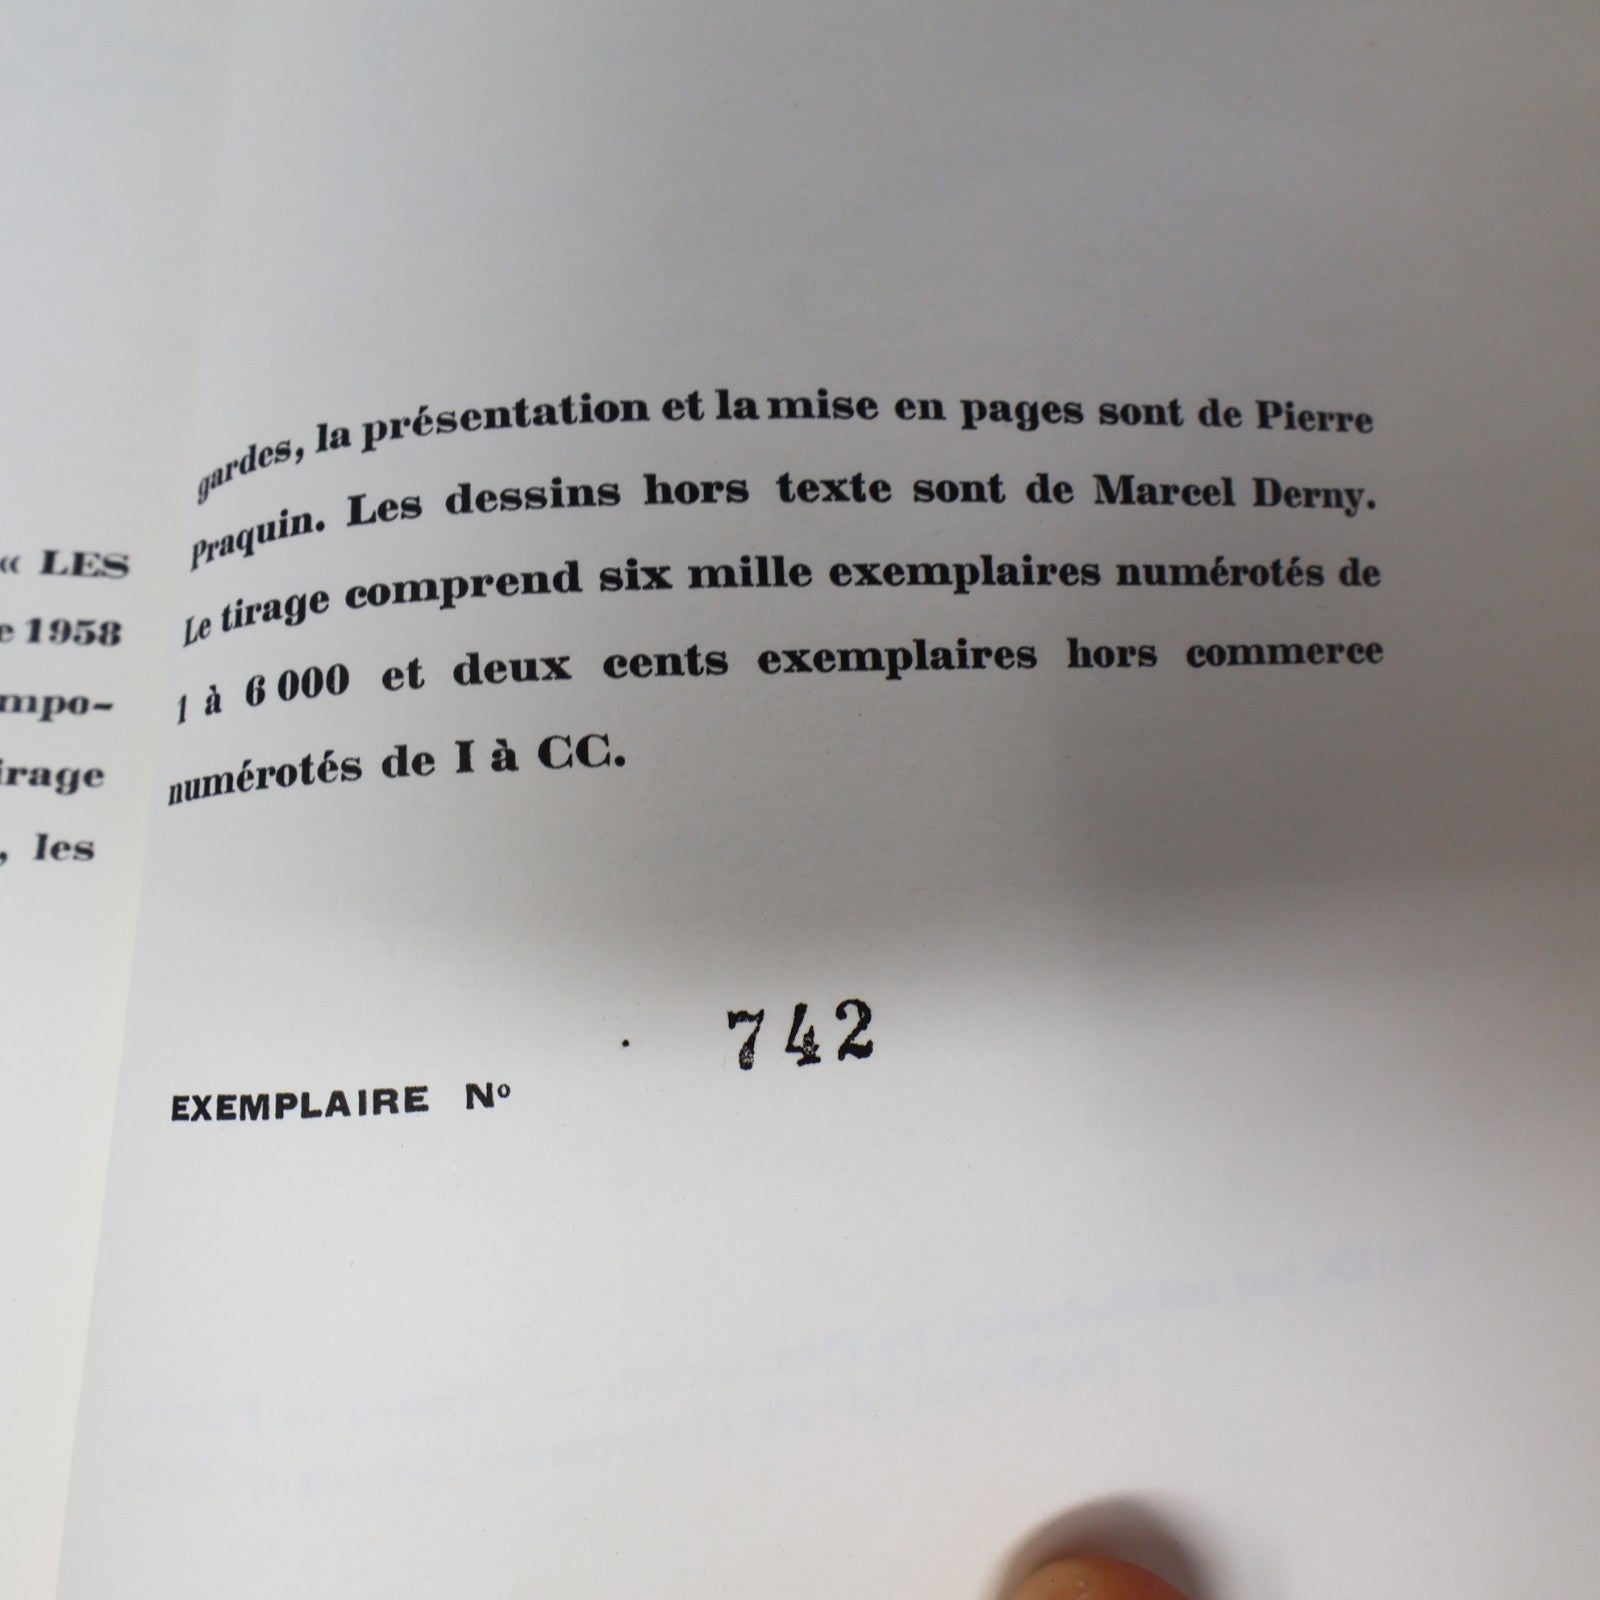 « LES
e 1958
mpo-
irage
, les
gardes, la présentation et la mise en pages sont de Pierre
Praquin. Les dessins hors texte sont de Marcel Derny.
Le tirage comprend six mille exemplaires numérotés de
1 à 6 000 et deux cents exemplaires hors commerce
numérotés de I à CC.
742
EXEMPLAIRE Nº